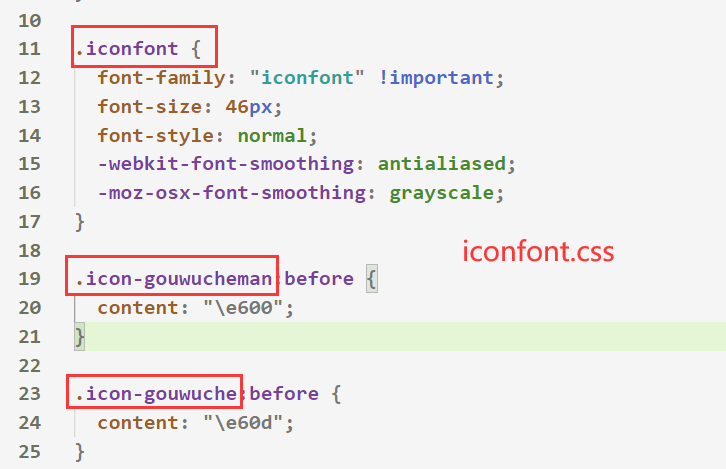 10
11 .iconfont {
12 font-family: "iconfont" !important;
13 font-size: 46px;
14 font-style: normal;
15 -webkit-font-smoothing: antialiased;
16 -moz-osx-font-smoothing: grayscale;
17 }
18
iconfont.css
19 .icon-gouwucheman:before {
20 content: "\e600";
21 }
22
23 .icon-gouwuche:before {
24 content: "\e60d";
25 }